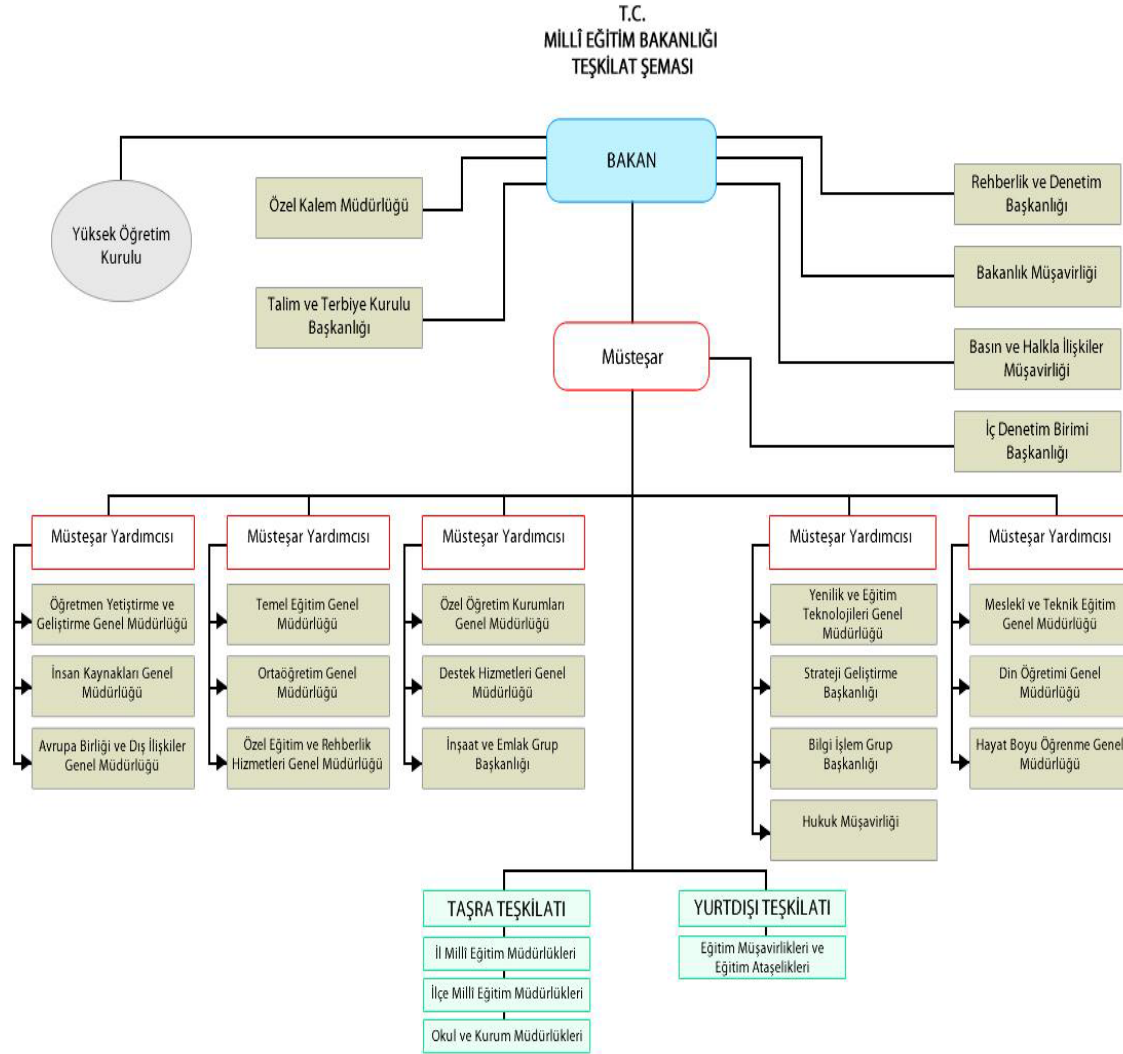 T.C.
MİLLÎ EĞİTİM BAKANLIĞI
TEŞKİLAT ŞEMASI
BAKAN
Yüksek Öğretim
Kurulu
Özel Kalem Müdürlüğü
Talim ve Terbiye Kurulu
Başkanlığı
Rehberlik ve Denetim
Başkanlığı
Bakanlık Müşavirliği
Müsteşar
Basın ve Halkla İlişkiler
Müşavirliği
İç Denetim Birimi
Başkanlığı
Müsteşar Yardımcısı
Öğretmen Yetiştirme ve
Geliştirme Genel Müdürlüğü
İnsan Kaynakları Genel
Müdürlüğü
Avrupa Birliği ve Dış İlişkiler
Genel Müdürlüğü
Müsteşar Yardımcısı
Temel Eğitim Genel
Müdürlüğü
Ortaöğretim Genel
Müdürlüğü
Özel Eğitim ve Rehberlik
Hizmetleri Genel Müdürlüğü
Müsteşar Yardımcısı
Özel Öğretim Kurumları
Genel Müdürlüğü
Destek Hizmetleri Genel
Müdürlüğü
İnşaat ve Emlak Grup
Başkanlığı
Müsteşar Yardımcısı
Yenilik ve Eğitim
Teknolojileri Genel
Müdürlüğü
Strateji Geliştirme
Başkanlığı
Bilgi İşlem Grup
Başkanlığı
Hukuk Müşavirliği
Müsteşar Yardımcısı
Meslekî ve Teknik Eğitim
Genel Müdürlüğü
Din Öğretimi Genel
Müdürlüğü
Hayat Boyu Öğrenme Genel
Müdürlüğü
TAŞRA TEŞKİLATI
İl Millî Eğitim Müdürlükleri
İlçe Millî Eğitim Müdürlükleri
Okul ve Kurum Müdürlükleri
YURTDIŞI TEŞKİLATI
Eğitim Müşavirlikleri ve
Eğitim Ataşelikleri